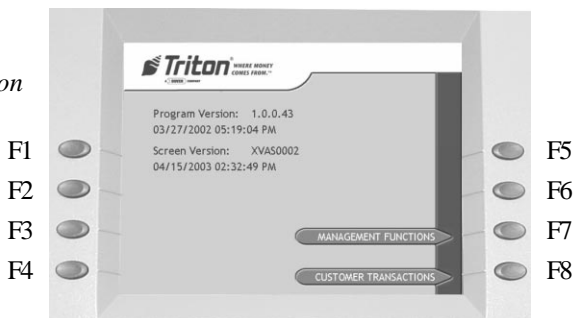 Triton WHERE MONEY COMES FROM.™
on
Program Version: 1.0.0.43
03/27/2002 05:19:04 PM
Screen Version: XVAS0002
04/15/2003 02:32:49 PM
F1
F2
F3
F4
F5
F6
F7
F8
MANAGEMENT FUNCTIONS
CUSTOMER TRANSACTIONS